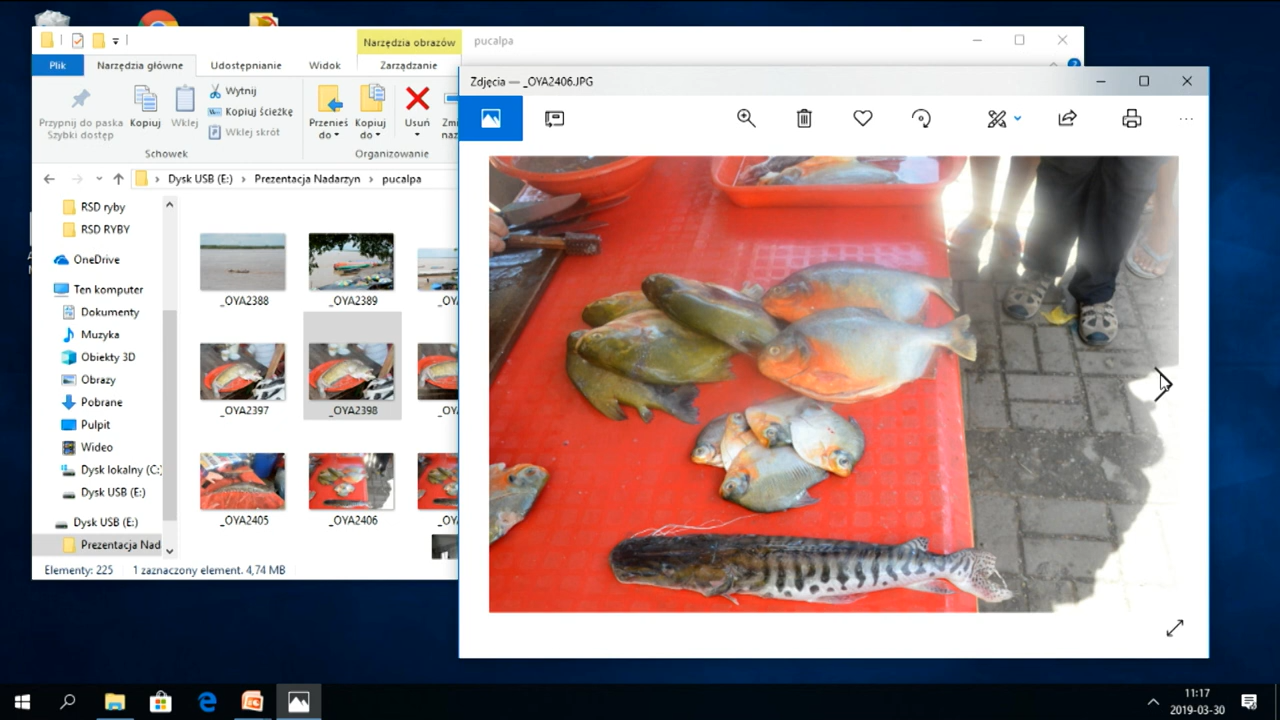 Narzędzia obrazów
pucalpa
Plik
Narzędzia główne
Udostępnianie
Widok
Zarządzanie
Przypnij do paska
Szybki dostęp
Kopiuj
Wklej
Wytnij
Kopiuj ścieżkę
Wklej skrót
Przenieś
do
Kopiuj
do
Usuń
Schowek
Organizowanie
Dysk USB (E:)
Prezentacja Nadarzyn
pucalpa
RSD ryby
RSD RYBY
OneDrive
Ten komputer
Dokumenty
Muzyka
Obiekty 3D
Obrazy
Pobrane
Pulpit
Wideo
Dysk lokalny (C:
Dysk USB (E:)
Dysk USB (E:)
Prezentacja Nad
_OYA2388
_OYA2389
_OYA2397
_OYA2398
_OYA2405
_OYA2406
Elementy: 225
1 zaznaczony element. 4,74 MB
Zdjęcia — _OYA2406.JPG
11:17
2019-03-30